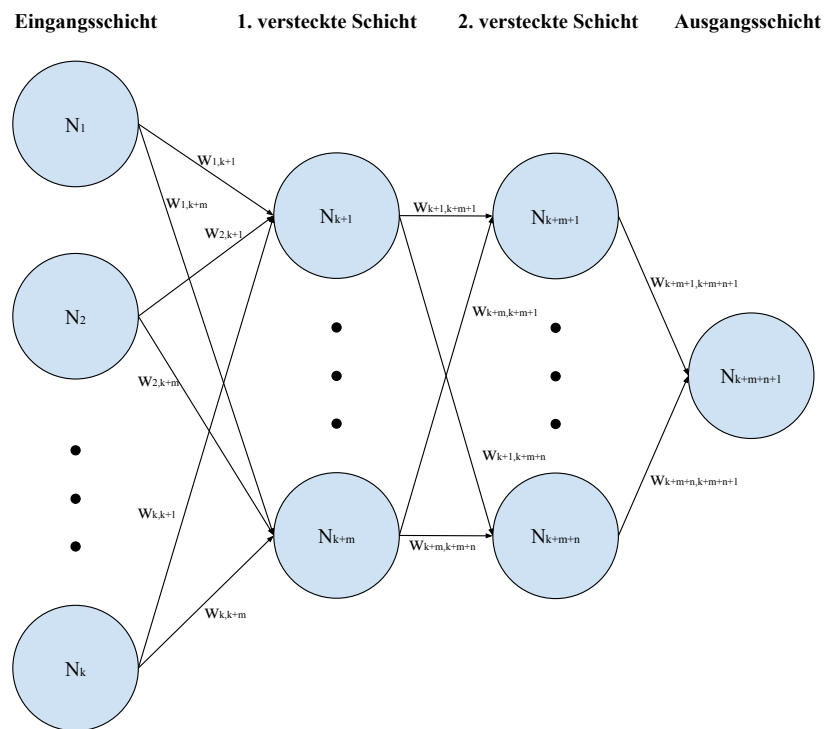 Eingangsschicht
1. versteckte Schicht
2. versteckte Schicht
Ausgangsschicht
N1
N2
Nk
w1,k+1
w1,k+m
w2,k+1
w2,k+m
wk,k+1
wk,k+m
Nk+1
Nk+m
wk+1,k+m+1
wk+m,k+m+1
wk+1,k+m+n
wk+m,k+m+n
Nk+m+1
Nk+m+n
wk+m+1,k+m+n+1
wk+m+n,k+m+n+1
Nk+m+n+1